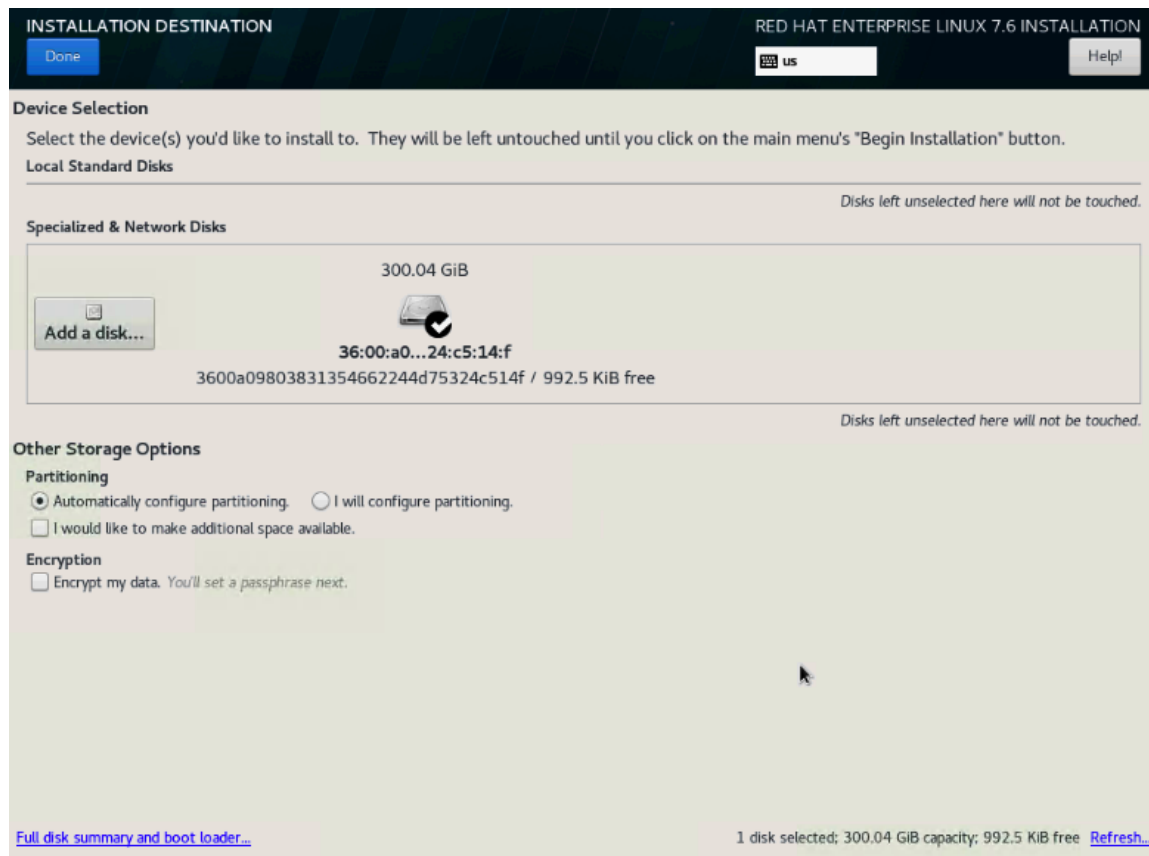 INSTALLATION DESTINATION
RED HAT ENTERPRISE LINUX 7.6 INSTALLATION
Done
us
Help!
Device Selection
Select the device(s) you'd like to install to. They will be left untouched until you click on the main menu's "Begin Installation" button.
Local Standard Disks
Disks left unselected here will not be touched.
Specialized & Network Disks
300.04 GiB
Add a disk...
36:00:a0...24:c5:14:f
3600a09803831354662244d75324c514f / 992.5 KiB free
Disks left unselected here will not be touched.
Other Storage Options
Partitioning
Automatically configure partitioning. I will configure partitioning.
I would like to make additional space available.
Encryption
Encrypt my data. You'll set a passphrase next.
Full disk summary and boot loader...
1 disk selected; 300.04 GiB capacity; 992.5 KiB free Refresh...